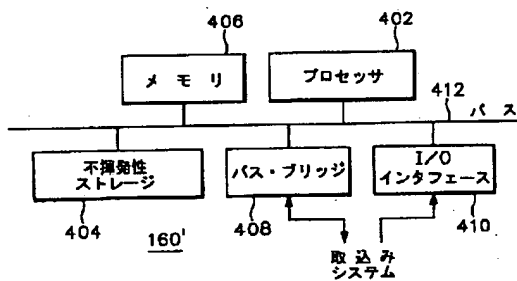 406
402
メモリ
プロセッサ
412
バス
不揮発性
ストレージ
バス・ブリッジ
I/O
インタフェース
404
160'
408
410
取込み
システム